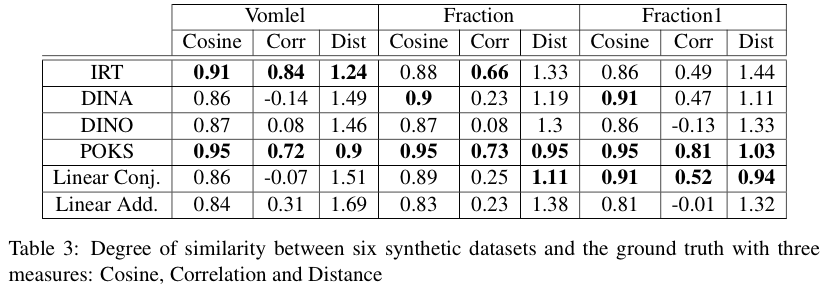 Vomlel Fraction Fraction1
Cosine Corr Dist Cosine Corr Dist Cosine Corr Dist
IRT 0.91 0.84 1.24 0.88 0.66 1.33 0.86 0.49 1.44
DINA 0.86 -0.14 1.49 0.9 0.23 1.19 0.91 0.47 1.11
DINO 0.87 0.08 1.46 0.87 0.08 1.3 0.86 -0.13 1.33
POKS 0.95 0.72 0.9 0.95 0.73 0.95 0.95 0.81 1.03
Linear Conj. 0.86 -0.07 1.51 0.89 0.25 1.11 0.91 0.52 0.94
Linear Add. 0.84 0.31 1.69 0.83 0.23 1.38 0.81 -0.01 1.32
Table 3: Degree of similarity between six synthetic datasets and the ground truth with three
measures: Cosine, Correlation and Distance